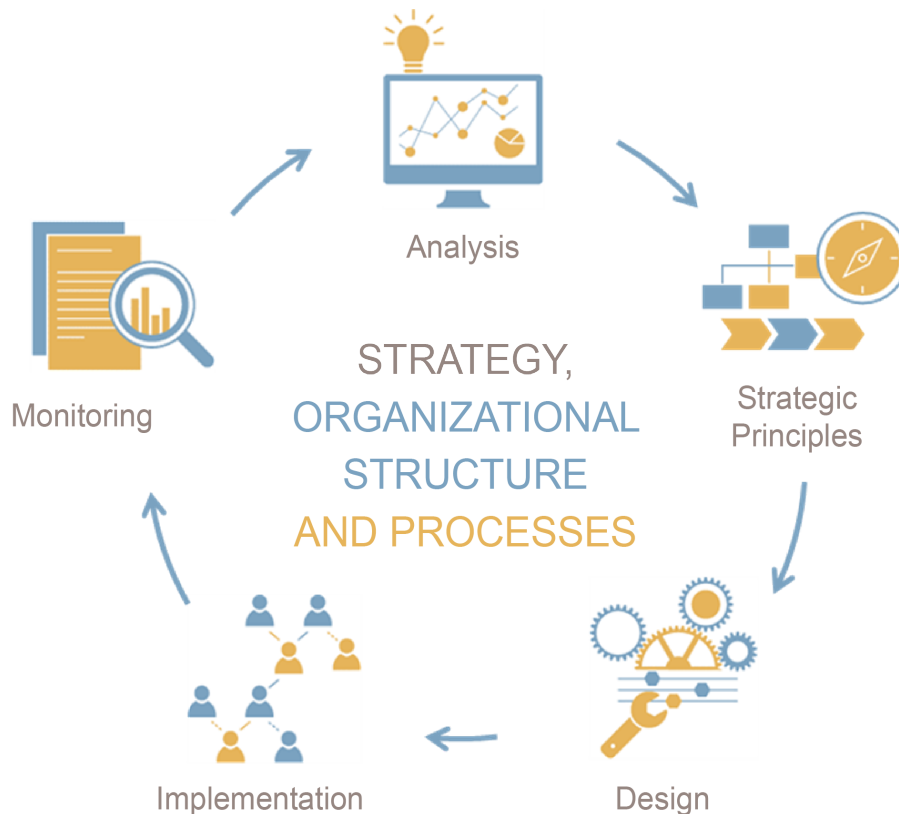 Analysis
Strategic
Principles
Design
Implementation
Monitoring
STRATEGY,
ORGANIZATIONAL
STRUCTURE
AND PROCESSES